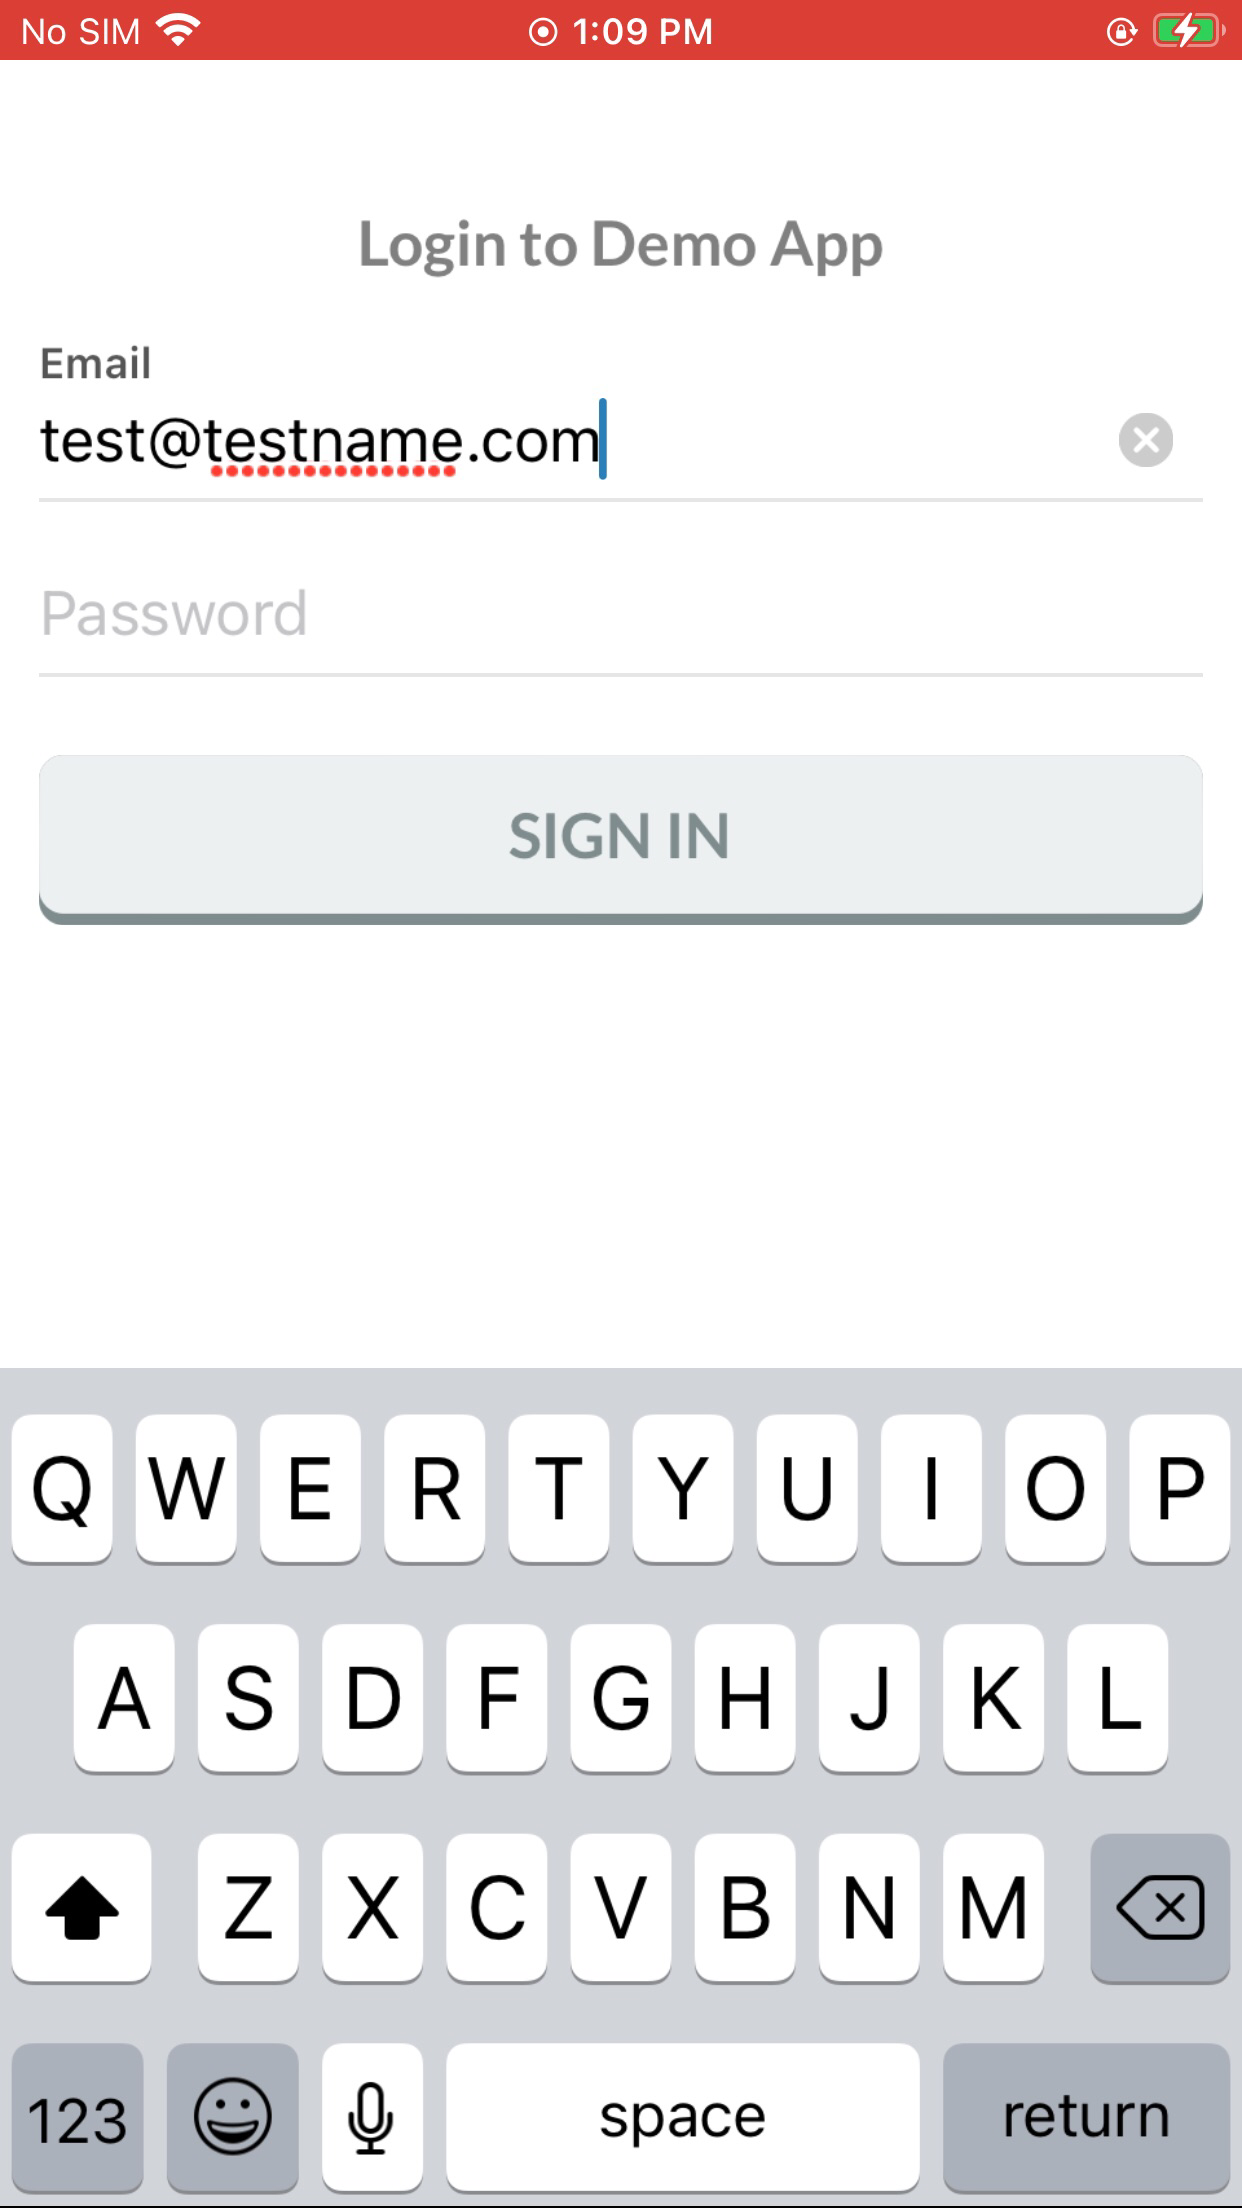 No SIM 1:09 PM
Login to Demo App
Email
test@testname.com
Password
SIGN IN
Q W E R T Y U I O P
A S D F G H J K L
Z X C V B N M
123 space return